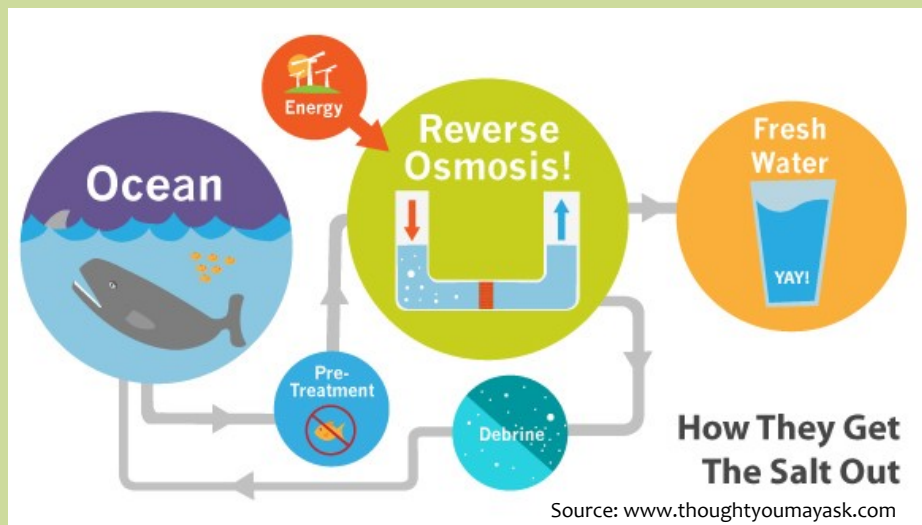 Energy
Ocean
Reverse
Osmosis!
Fresh
Water
YAY!
Pre-
Treatment
Debrine
How They Get
The Salt Out
Source: www.thoughtyoumayask.com